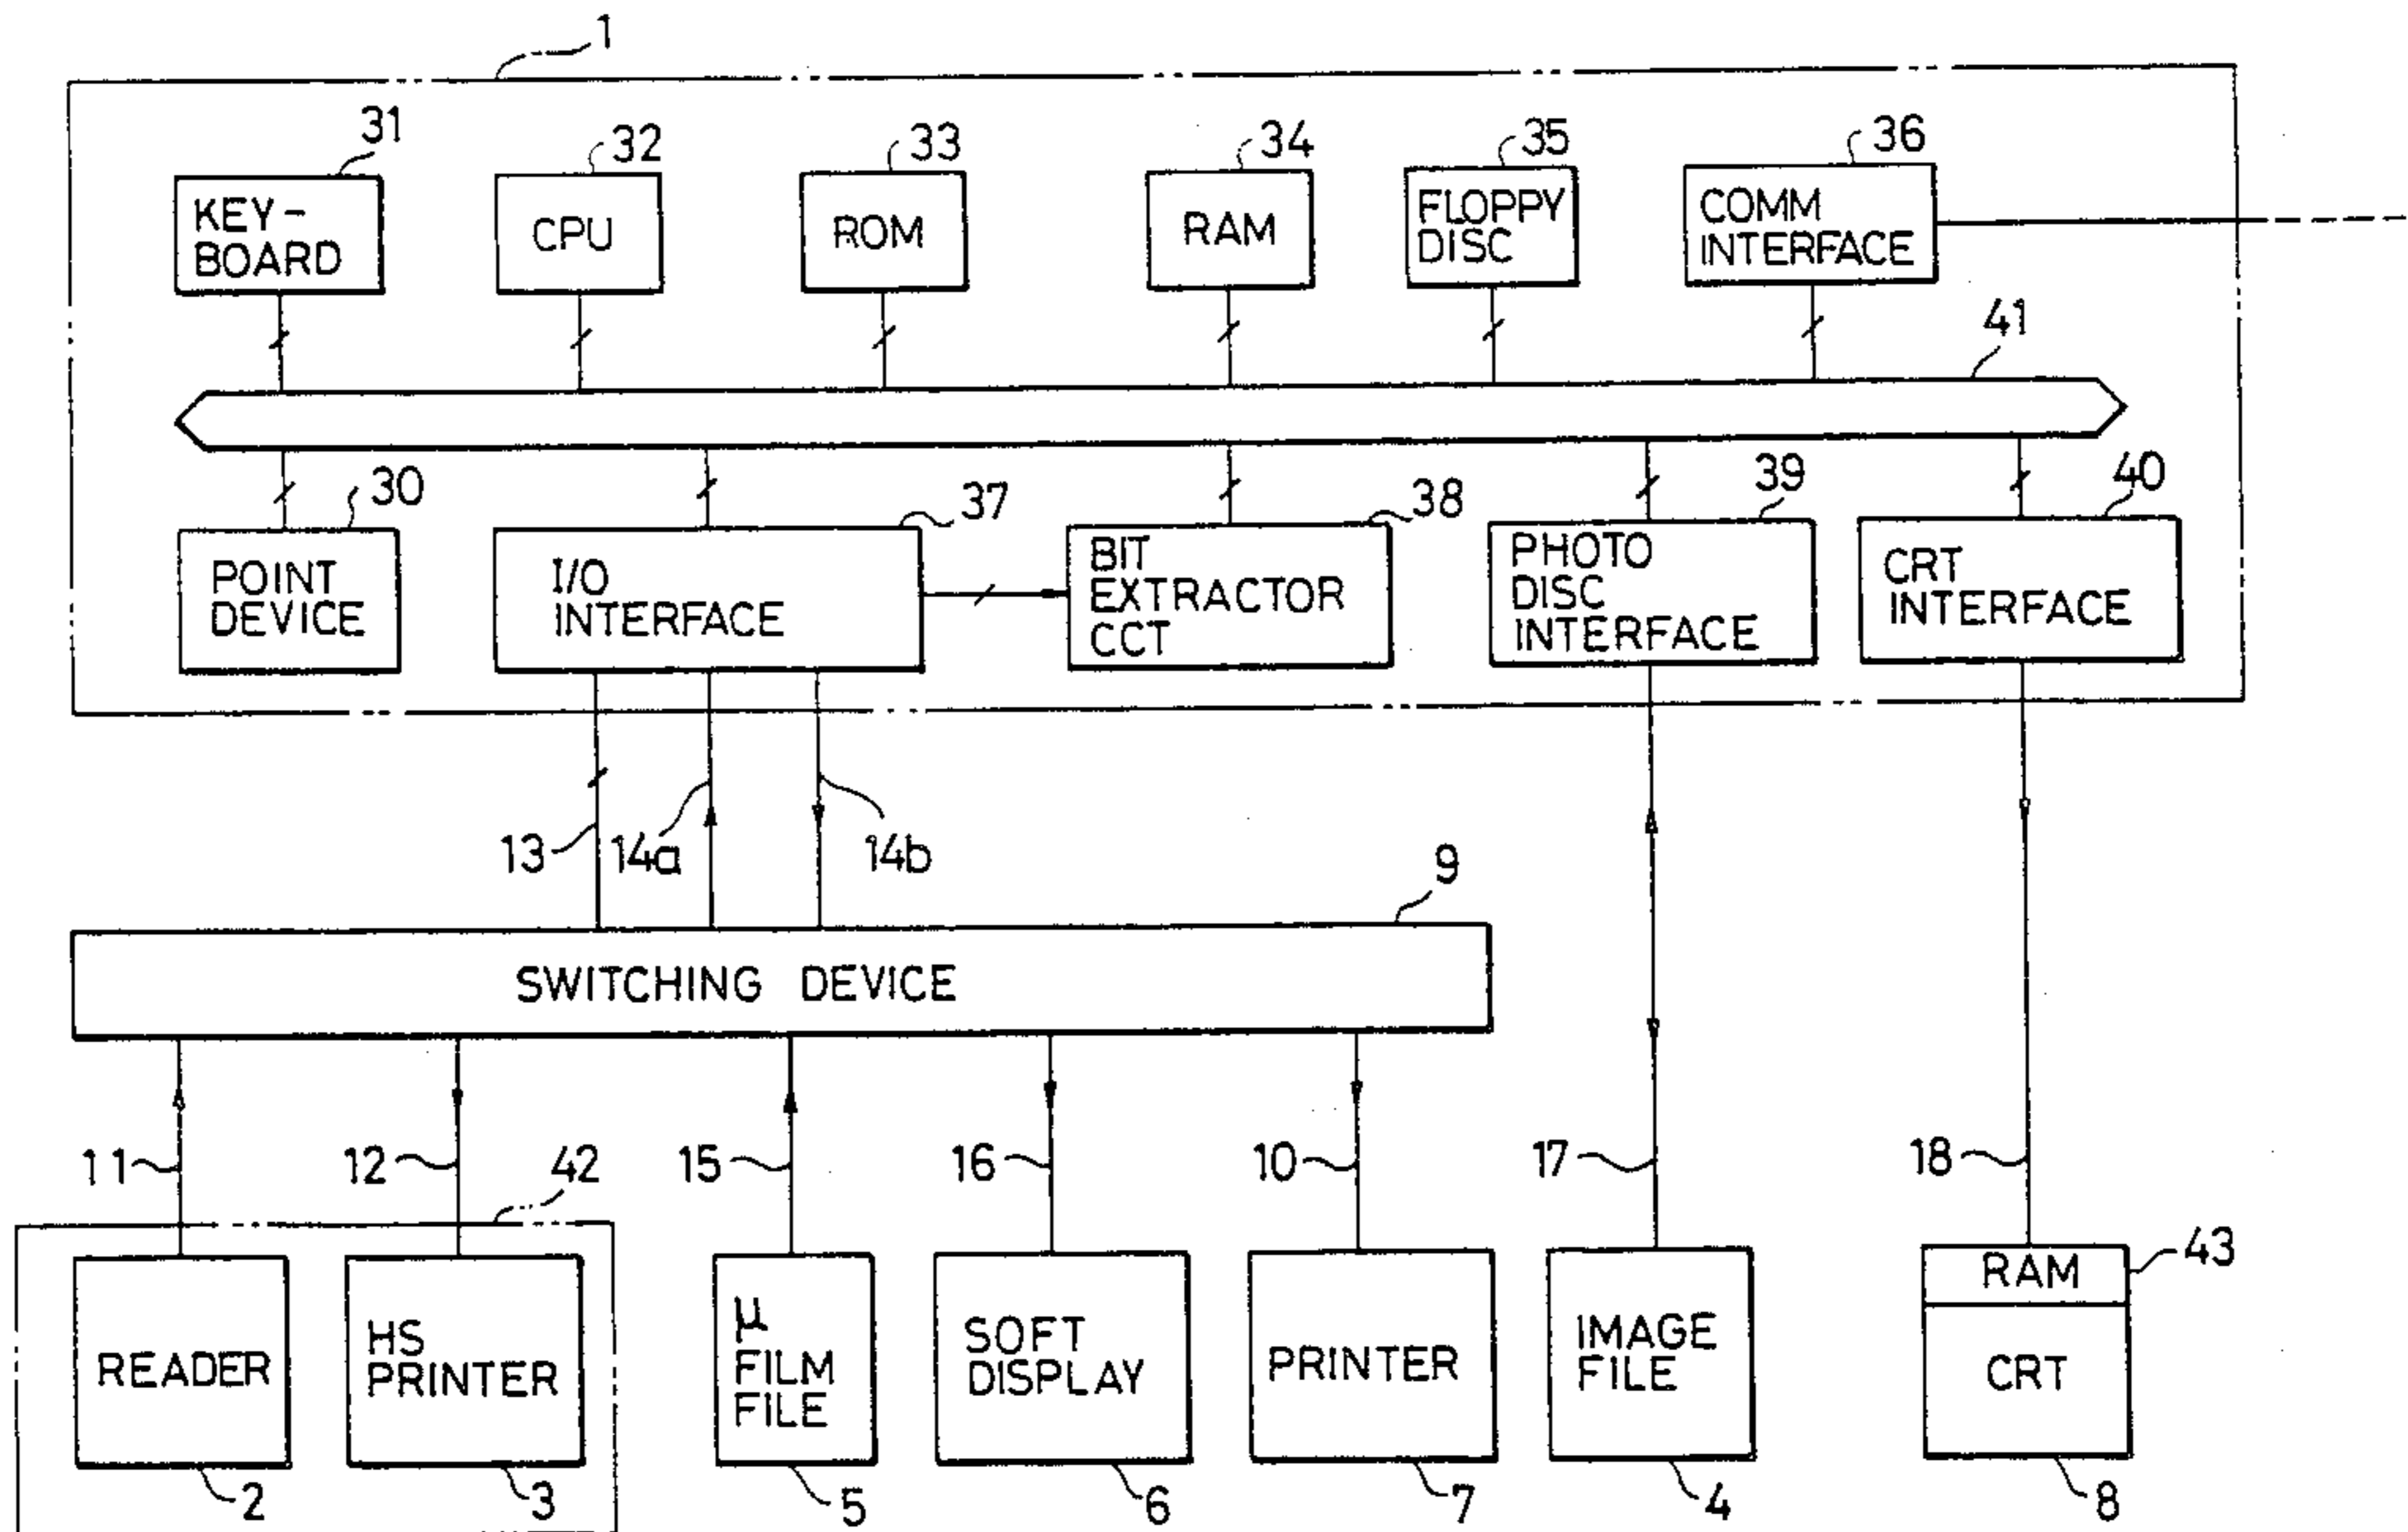 1
31
32
33
34
35
36
KEY-
BOARD
CPU
ROM
RAM
FLOPPY
DISC
COMM
INTERFACE
41
30
37
38
39
40
POINT
DEVICE
I/O
INTERFACE
BIT
EXTRACTOR
CCT
PHOTO
DISC
INTERFACE
CRT
INTERFACE
13
14a
14b
9
SWITCHING DEVICE
11
12
42
15
16
10
17
18
43
READER
HS
PRINTER
μ
FILM
FILE
SOFT
DISPLAY
PRINTER
IMAGE
FILE
RAM
CRT
2
3
5
6
7
4
8